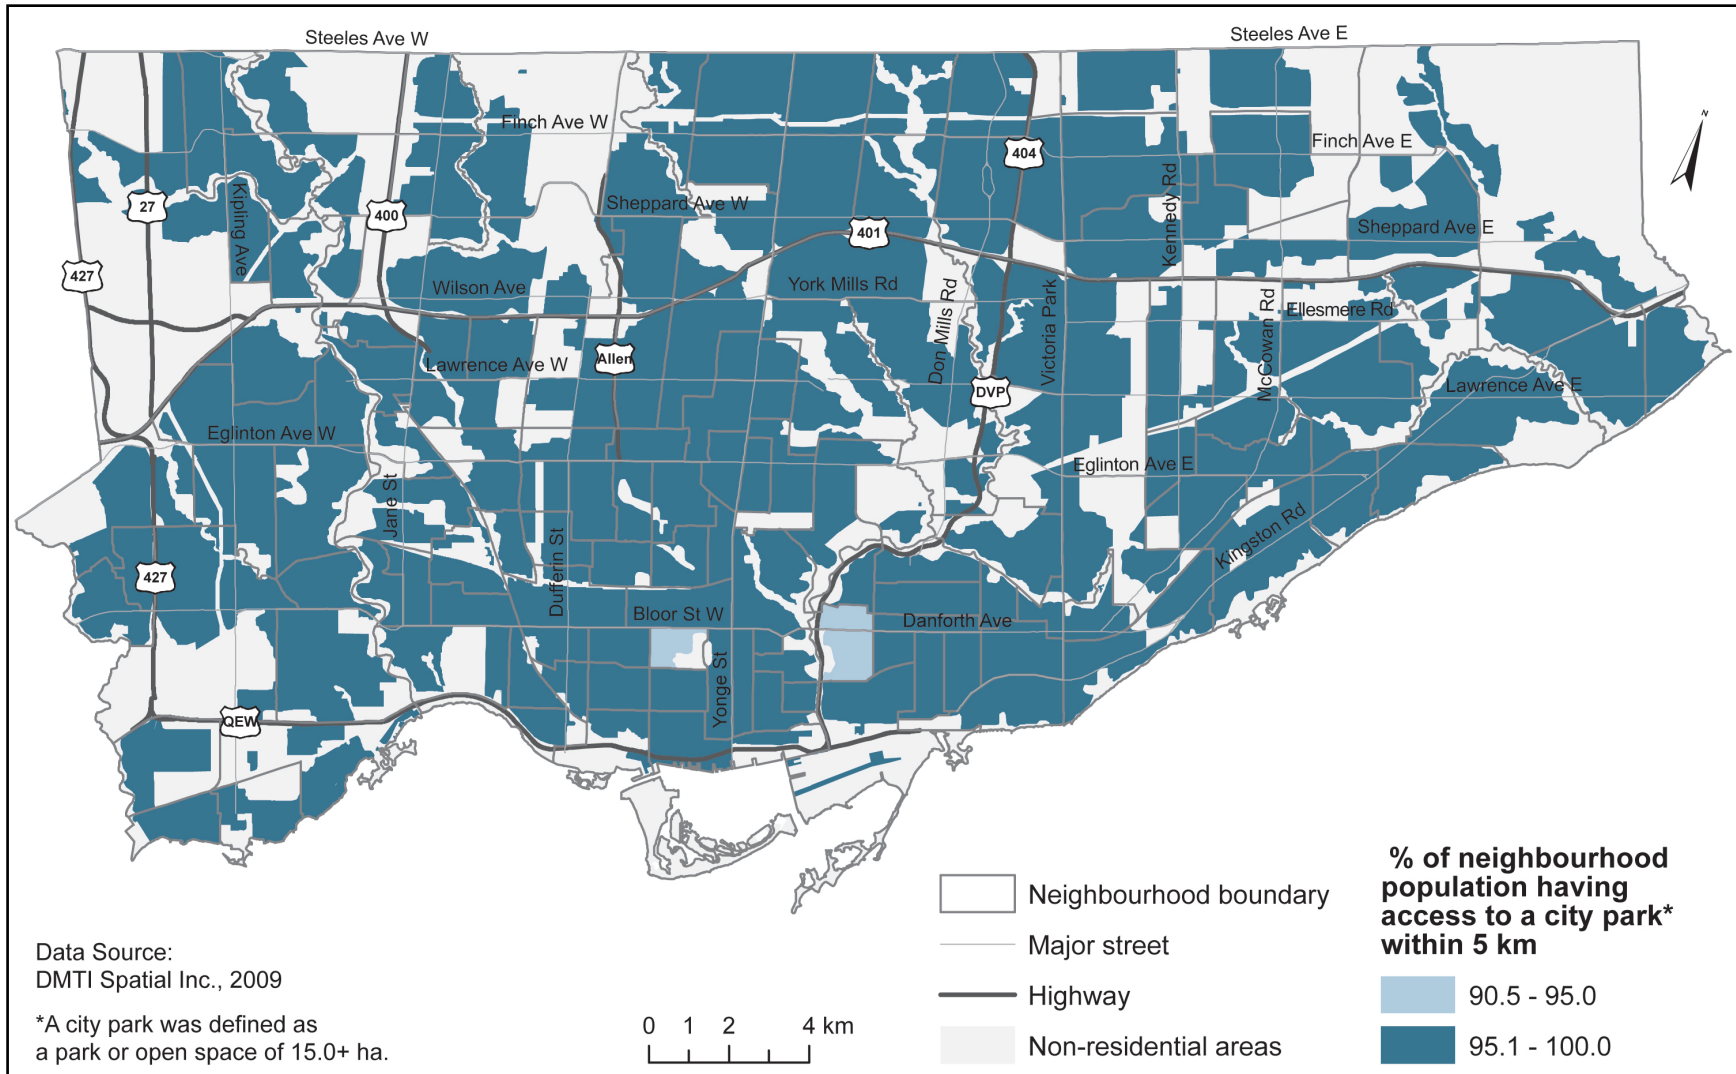 Steeles Ave W
Steeles Ave E
Finch Ave W
Finch Ave E
404
27
Kipling Ave
400
Sheppard Ave W
401
Kennedy Rd
Sheppard Ave E
427
Wilson Ave
York Mills Rd
Don Mills Rd
Victoria Park
McCowan Rd
Ellesmere Rd
Lawrence Ave W
Allen
DVP
Lawrence Ave E
Eglinton Ave W
Eglinton Ave E
Jane St
Dufferin St
Kingston Rd
427
Bloor St W
Danforth Ave
Yonge St
QEW
N
Neighbourhood boundary
Major street
Highway
Non-residential areas
% of neighbourhood
population having
access to a city park*
within 5 km
90.5 - 95.0
95.1 - 100.0
Data Source:
DMTI Spatial Inc., 2009
*A city park was defined as
a park or open space of 15.0+ ha.
0 1 2 4 km